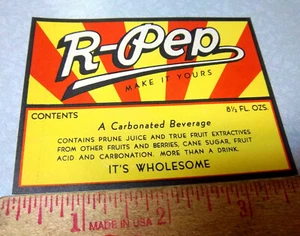 R-Pep
MAKE IT YOURS
CONTENTS 8½ FL. OZS.
A Carbonated Beverage
CONTAINS PRUNE JUICE AND TRUE FRUIT EXTRACTIVES
FROM OTHER FRUITS AND BERRIES, CANE SUGAR, FRUIT
ACID AND CARBONATION. MORE THAN A DRINK.
IT'S WHOLESOME
1 MADE IN USA 2 3